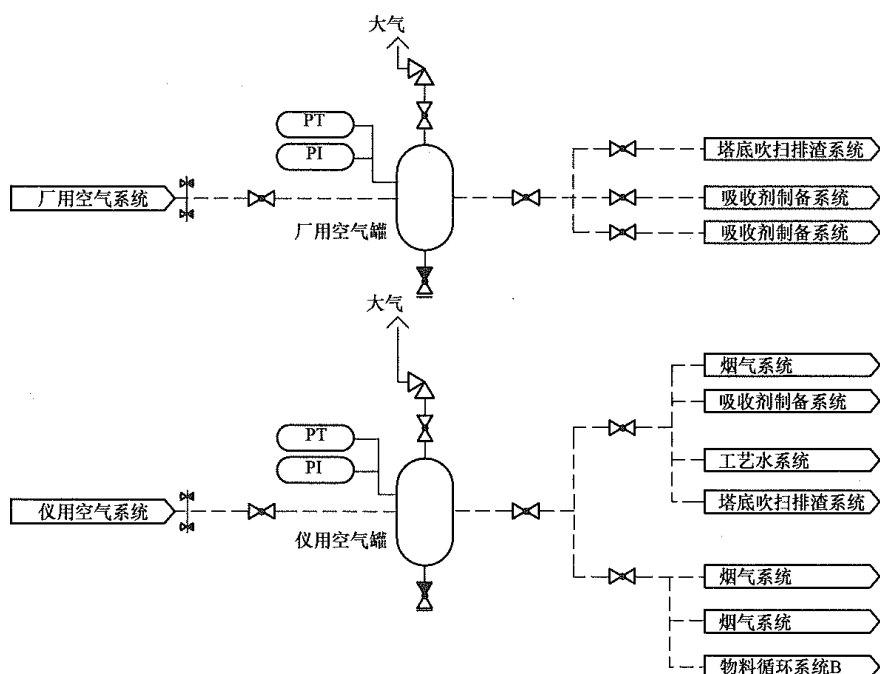 大气
PT
PI
塔底吹扫排渣系统
厂用空气系统
吸收剂制备系统
厂用空气罐
吸收剂制备系统
大气
烟气系统
吸收剂制备系统
PT
工艺水系统
PI
塔底吹扫排渣系统
仪用空气系统
仪用空气罐
烟气系统
烟气系统
物料循环系统B